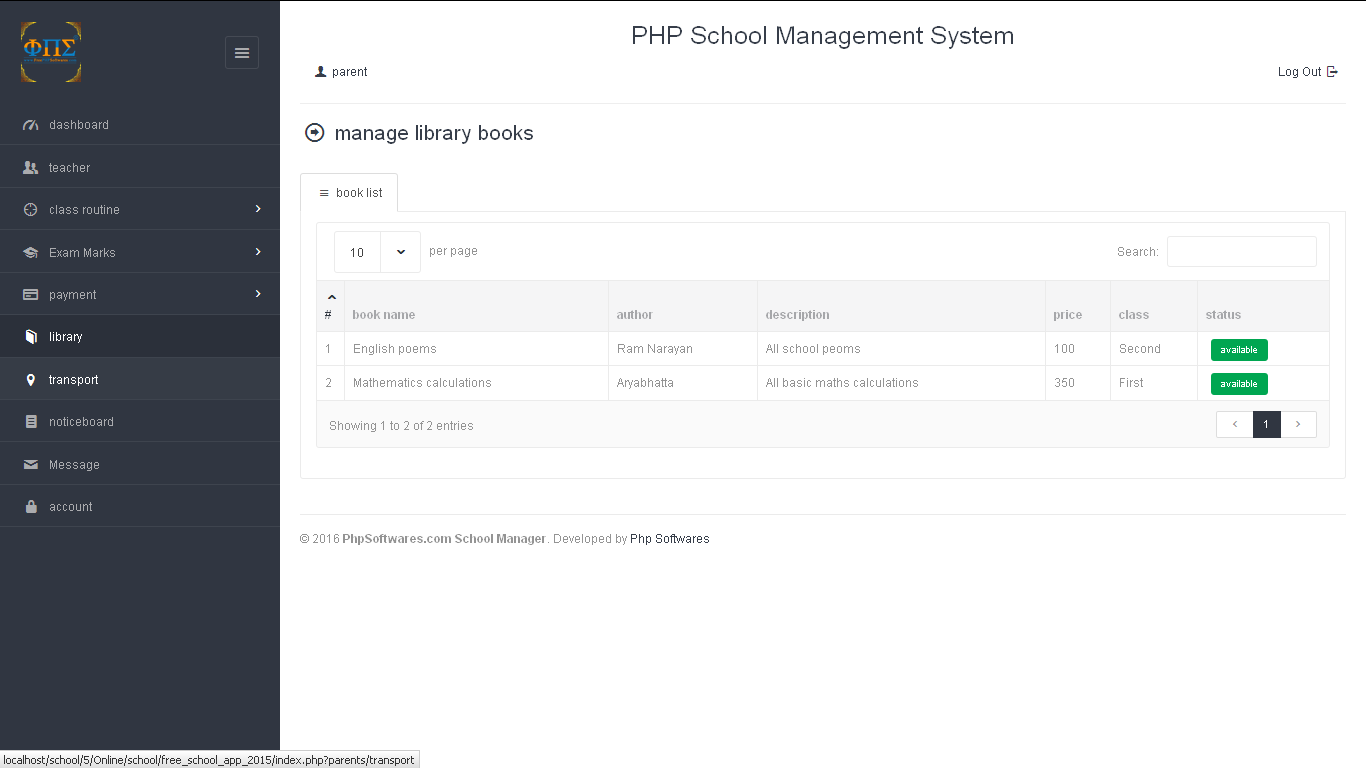 ΦΠΣ
PHP School Management System
parent
Log Out
dashboard
teacher
class routine
Exam Marks
payment
library
transport
noticeboard
Message
account
manage library books
book list
10 per page
Search:
# book name author description price class status
1 English poems Ram Narayan All school peoms 100 Second available
2 Mathematics calculations Aryabhatta All basic maths calculations 350 First available
Showing 1 to 2 of 2 entries
1
© 2016 PhpSoftwares.com School Manager. Developed by Php Softwares
localhost/school/5/Online/school/free_school_app_2015/index.php?parents/transport